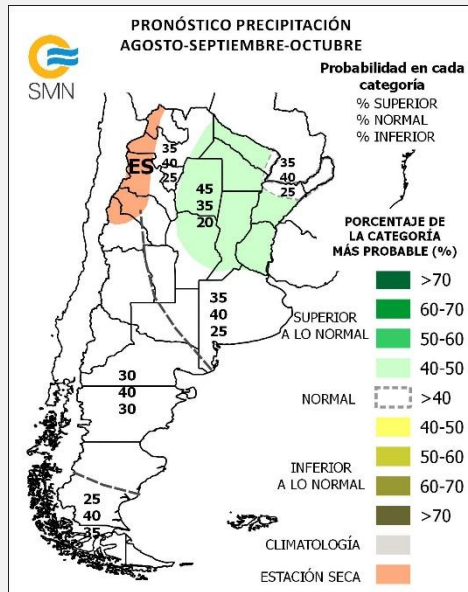 PRONÓSTICO PRECIPITACIÓN
AGOSTO-SEPTIEMBRE-OCTUBRE
SMN
Probabilidad en cada
categoría
% SUPERIOR
% NORMAL
% INFERIOR
ES
35
40
25
45
35
20
35
40
25
35
40
25
30
40
30
25
40
35
PORCENTAJE DE
LA CATEGORÍA
MÁS PROBABLE (%)
SUPERIOR
A LO NORMAL
>70
60-70
50-60
40-50
NORMAL
>40
INFERIOR
A LO NORMAL
40-50
50-60
60-70
>70
CLIMATOLOGÍA
ESTACIÓN SECA